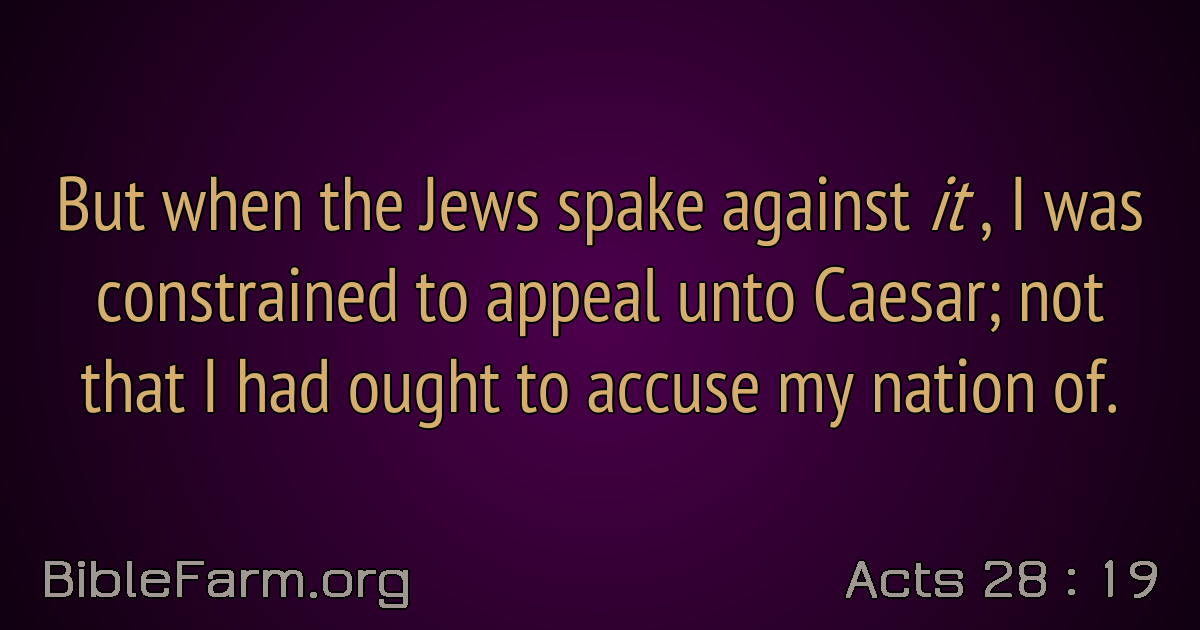 But when the Jews spake against it , I was
constrained to appeal unto Caesar; not
that I had ought to accuse my nation of.
BibleFarm.org
Acts 28 : 19